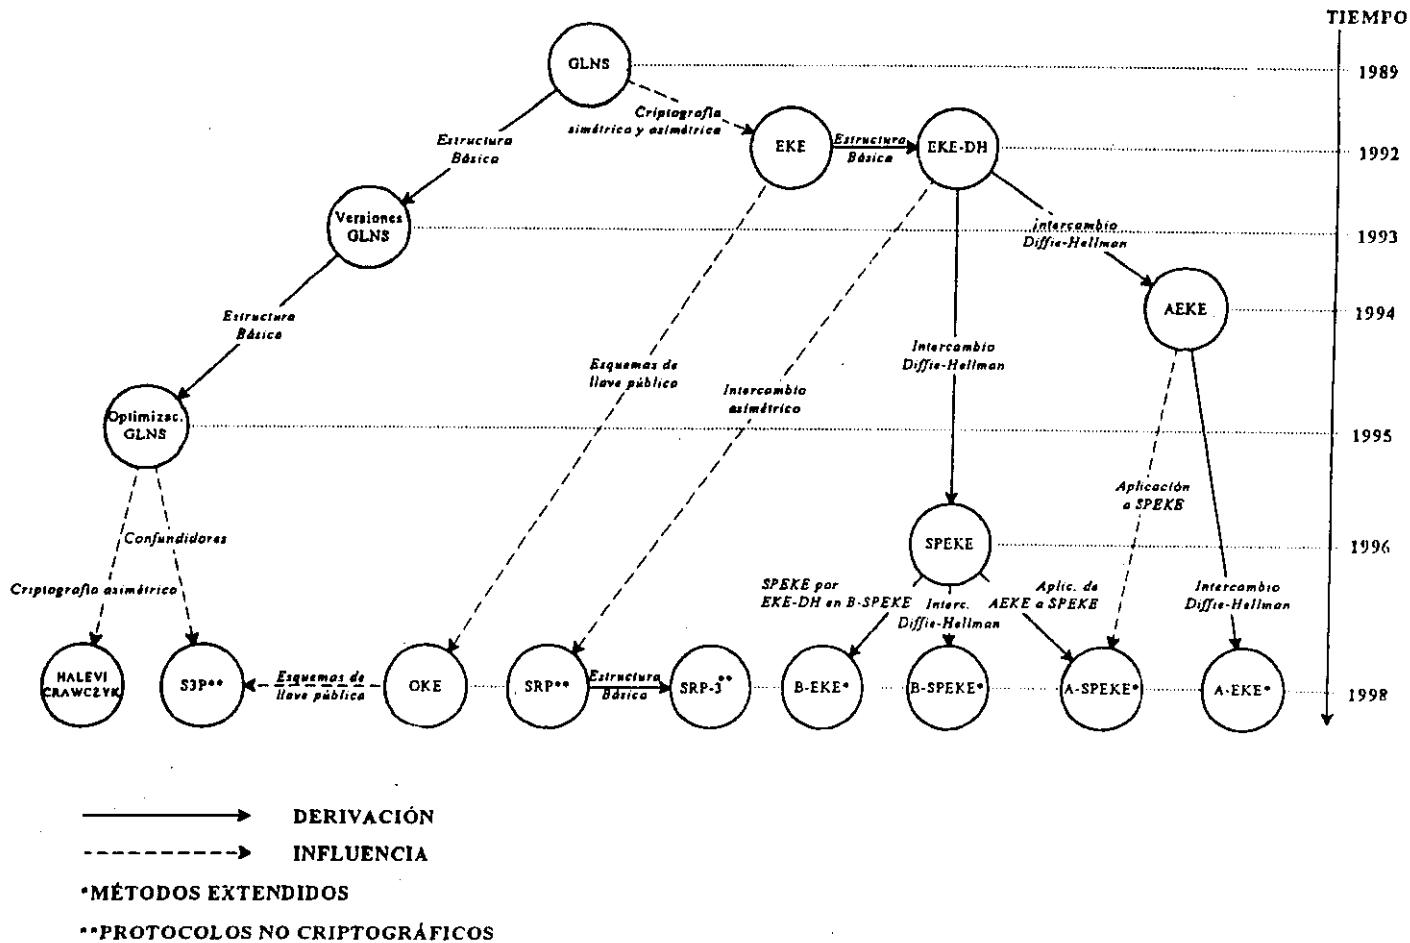 TIEMPO
GLNS
1989
Criptografía
simétrica y asimétrica
Estructura
Básica
EKE
Estructura
Básica
EKE-DH
1992
Versiones
GLNS
intercambio
Diffie-Hellman
1993
AEKE
1994
Estructura
Básica
Esquemas de
llave público
Intercambio
asimétrico
Intercambio
Diffie-Hellman
Optimizac.
GLNS
1995
Aplicación
a SPEKE
SPEKE
1996
Confundidores
Criptografía asimétrico
SPEKE por
EKE-DH en B-SPEKE
Interc.
Diffie-Hellman
Aplic. de
AEKE a SPEKE
Intercambio
Diffie-Hellman
HALEVI
CRAWCZYK
S3P**
Esquemas de
llave pública
OKE
SRP**
Estructura
Básica
SRP-3**
B-EKE*
B-SPEKE*
A-SPEKE*
A-EKE*
1998
DERIVACIÓN
INFLUENCIA
*MÉTODOS EXTENDIDOS
**PROTOCOLOS NO CRIPTOGRÁFICOS